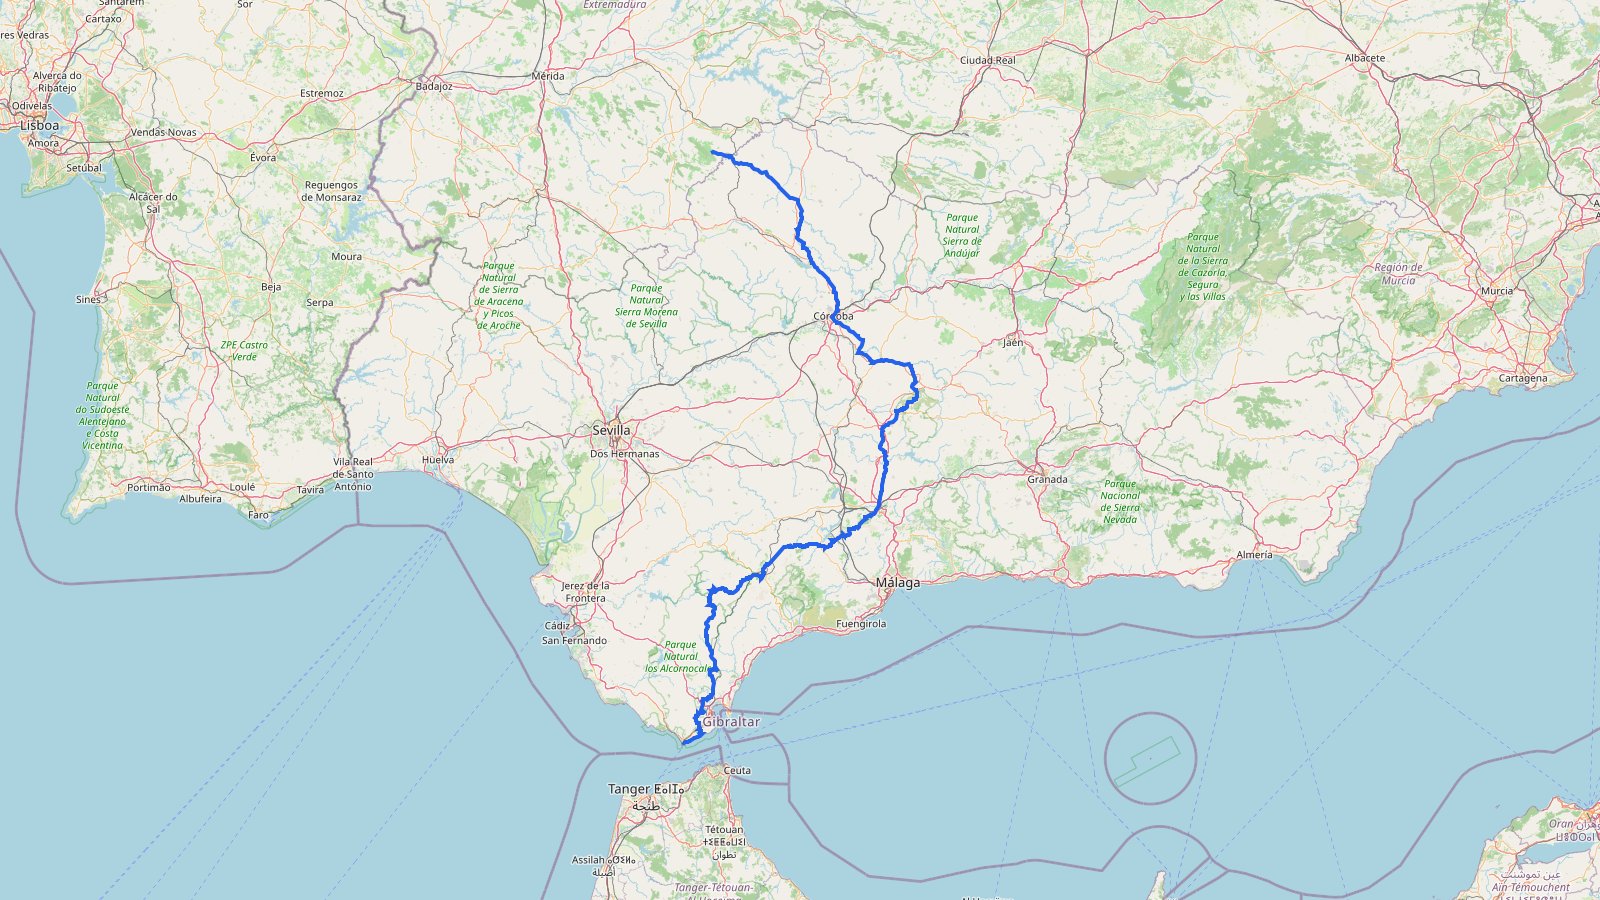 Santarém
Sor
Extremadura
Cartaxo
res Vedras
Ciudad Real
Albacete
Alverca do
Ribatejo
Mérida
Badajoz
Estremoz
Odivelas
Lisboa
Vendas Novas
Amora
Évora
Setúbal
Reguengos
de Monsaraz
Alcácer do
Sal
Parque
Natural
Sierra de
Andújar
Parque
Natural
de la Sierra
de Cazorla,
Segura
y las Villas
Moura
Región de
Murcia
Parque
Natural
de Sierra
de Aracena
y Picos
de Aroche
Beja
Murcia
Parque
Natural
Sierra Morena
de Sevilla
Sines
Serpa
Córdoba
Jaén
ZPE Castro
Verde
Cartagena
Parque
Natural
do Sudoeste
Alentejano
e Costa
Vicentina
Sevilla
Dos Hermanas
Huelva
Vila Real
de Santo
António
Granada
Portimão
Loulé
Tavira
Albufeira
Parque
Nacional
de Sierra
Nevada
Faro
Almería
Málaga
Jerez de la
Frontera
Cádiz
Fuengirola
San Fernando
Parque
Natural
los Alcornocale
Gibraltar
Ceuta
Tanger ⵟⴰⵏⵊⴰ
طنجة
Oran وهران
Tétouan
ⵜⵉⵟⵟⴰⵡⵉⵏ
تطوان
Assilah ⴰⵚⵉⵍⴰ
أصيلة
عين تموشنت
Aïn Témouchent
Tanger-Tétouan-